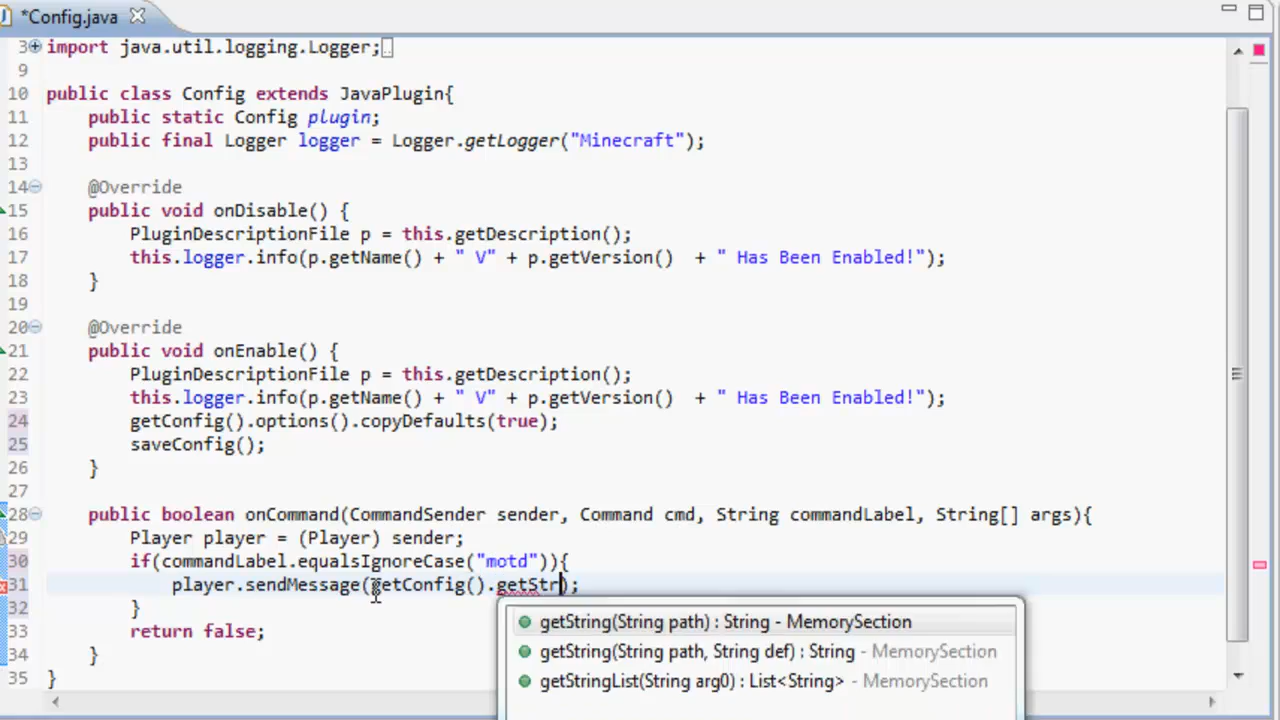 *Config.java
3 import java.util.logging.Logger;
9
10 public class Config extends JavaPlugin{
11 public static Config plugin;
12 public final Logger logger = Logger.getLogger("Minecraft");
13
14 @Override
15 public void onDisable() {
16 PluginDescriptionFile p = this.getDescription();
17 this.logger.info(p.getName() + " V" + p.getVersion()  + " Has Been Enabled!");
18 }
19
20 @Override
21 public void onEnable() {
22 PluginDescriptionFile p = this.getDescription();
23 this.logger.info(p.getName() + " V" + p.getVersion()  + " Has Been Enabled!");
24 getConfig().options().copyDefaults(true);
25 saveConfig();
26 }
27
28 public boolean onCommand(CommandSender sender, Command cmd, String commandLabel, String[] args){
29 Player player = (Player) sender;
30 if(commandLabel.equalsIgnoreCase("motd")){
31 player.sendMessage(getConfig().getStr);
32 }
33 return false;
34 }
35 }
getString(String path) : String - MemorySection
getString(String path, String def) : String - MemorySection
getStringList(String arg0) : List<String> - MemorySection